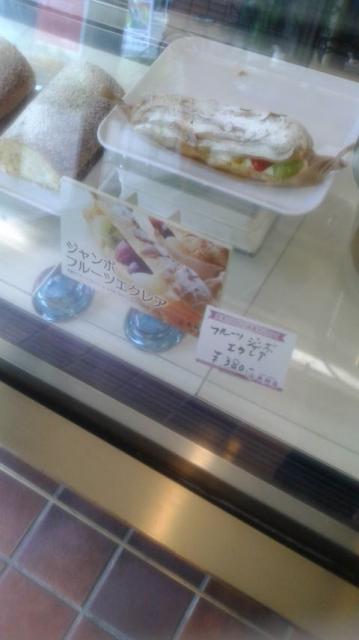 ジャンボ
フルーツエクレア
フルーツ ジャンボ
エクレア
¥380.-